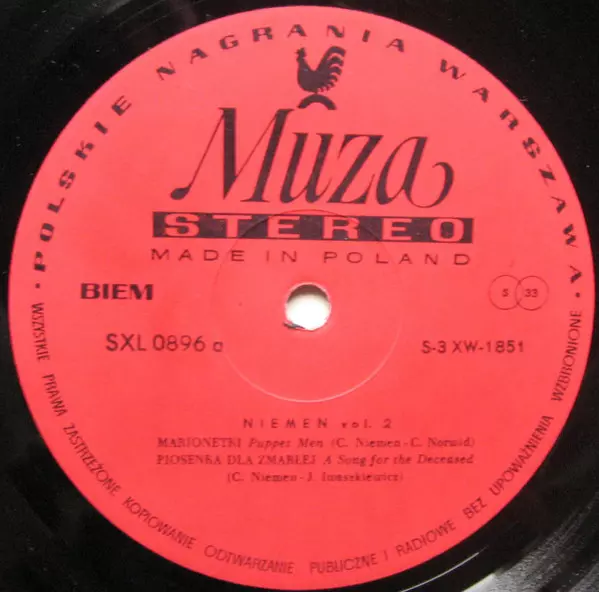 • POLSKIE NAGRANIA WARSZAWA •
Muza
STEREO
MADE IN POLAND
BIEM
S 33
SXL 0896 a
S-3 XW-1851
NIEMEN vol. 2
MARIONETKI Puppet Men (C. Niemen - C. Norwid)
PIOSENKA DLA ZMARŁEJ A Song for the Deceased
(C. Niemen - J. Iwaszkiewicz)
WSZYSTKIE PRAWA ZASTRZEŻONE KOPIOWANIE ODTWARZANIE PUBLICZNE I RADIOWE BEZ UPOWAŻNIENIA WZBRONIONE